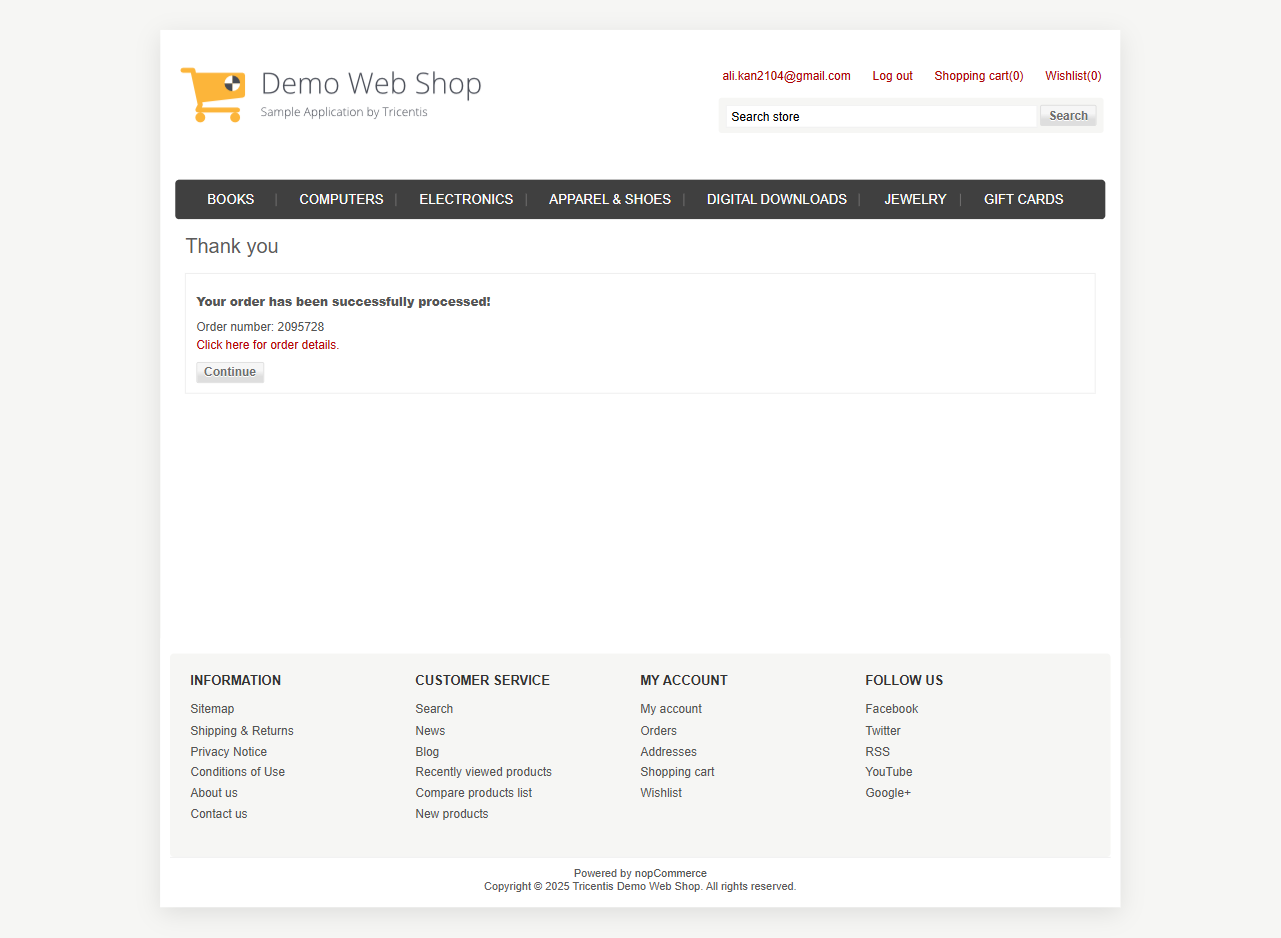 Demo Web Shop
Sample Application by Tricentis
ali.kan2104@gmail.com Log out Shopping cart(0) Wishlist(0)
Search store Search
BOOKS | COMPUTERS | ELECTRONICS | APPAREL & SHOES | DIGITAL DOWNLOADS | JEWELRY | GIFT CARDS
Thank you
Your order has been successfully processed!
Order number: 2095728
Click here for order details.
Continue
INFORMATION
Sitemap
Shipping & Returns
Privacy Notice
Conditions of Use
About us
Contact us
CUSTOMER SERVICE
Search
News
Blog
Recently viewed products
Compare products list
New products
MY ACCOUNT
My account
Orders
Addresses
Shopping cart
Wishlist
FOLLOW US
Facebook
Twitter
RSS
YouTube
Google+
Powered by nopCommerce
Copyright © 2025 Tricentis Demo Web Shop. All rights reserved.